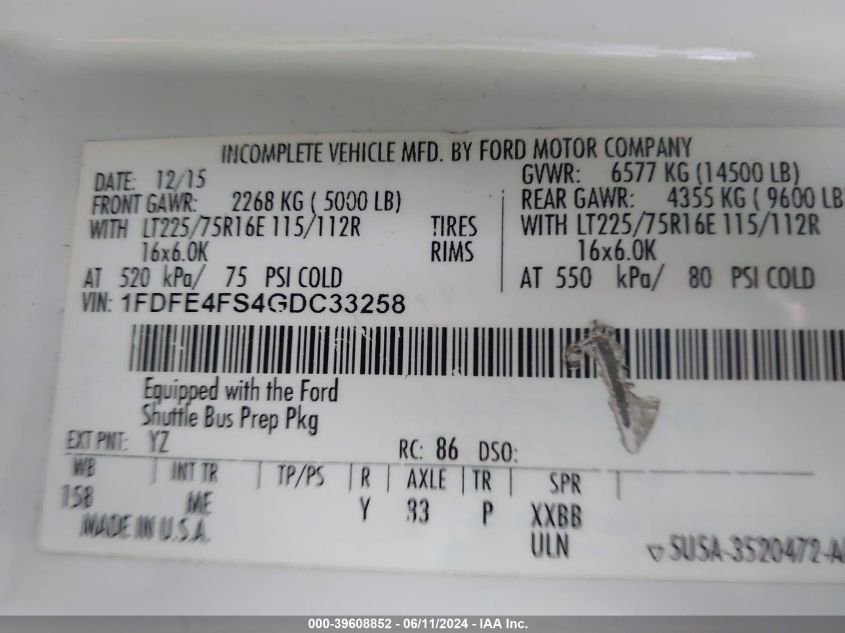 INCOMPLETE VEHICLE MFD. BY FORD MOTOR COMPANY
DATE: 12/15 GVWR: 6577 KG (14500 LB)
FRONT GAWR: 2268 KG ( 5000 LB) REAR GAWR: 4355 KG ( 9600 LB
WITH LT225/75R16E 115/112R TIRES WITH LT225/75R16E 115/112R
16x6.0K RIMS 16x6.0K
AT 520 kPa/ 75 PSI COLD AT 550 kPa/ 80 PSI COLD
VIN: 1FDFE4FS4GDC33258
Equipped with the Ford
Shuttle Bus Prep Pkg
EXT PNT: YZ RC: 86 DSO:
WB | INT TR | TP/PS | R | AXLE | TR | SPR |
158 ME Y 83 P XXBB
MADE IN U.S.A. ULN ▽ 5U5A-3520472-A
000-39608852 - 06/11/2024 - IAA Inc.